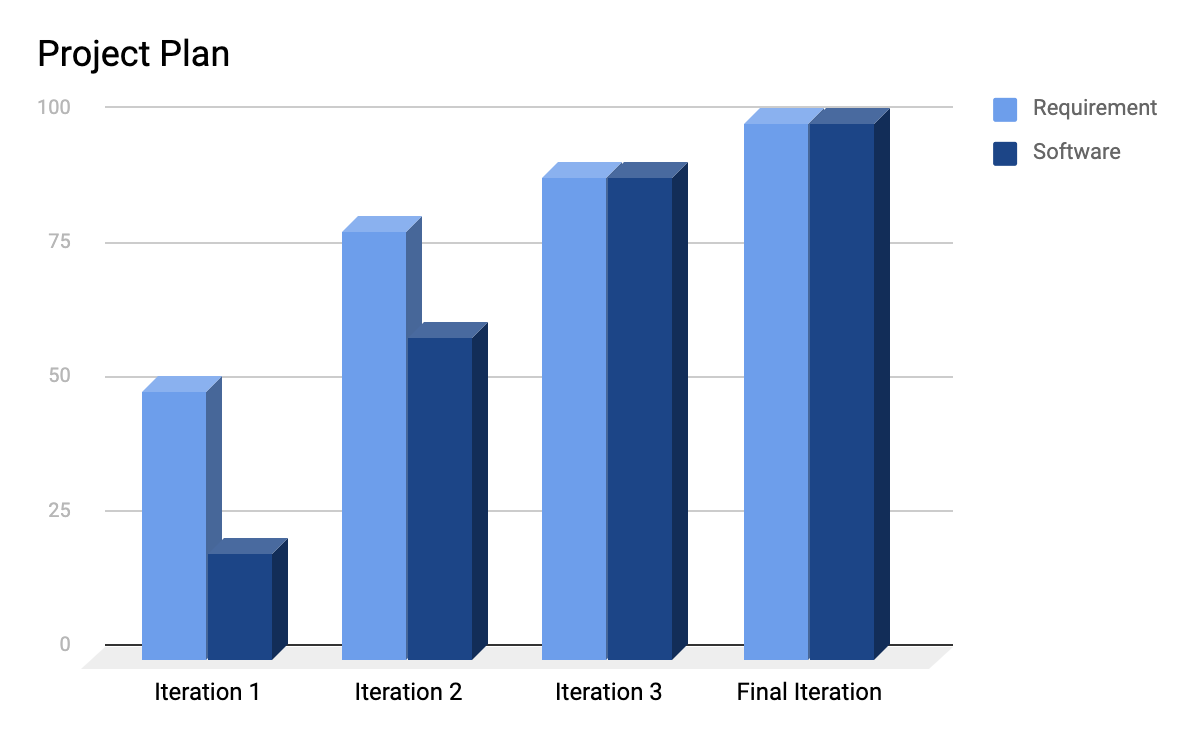 Project Plan
100
75
50
25
0
Requirement
Software
Iteration 1
Iteration 2
Iteration 3
Final Iteration